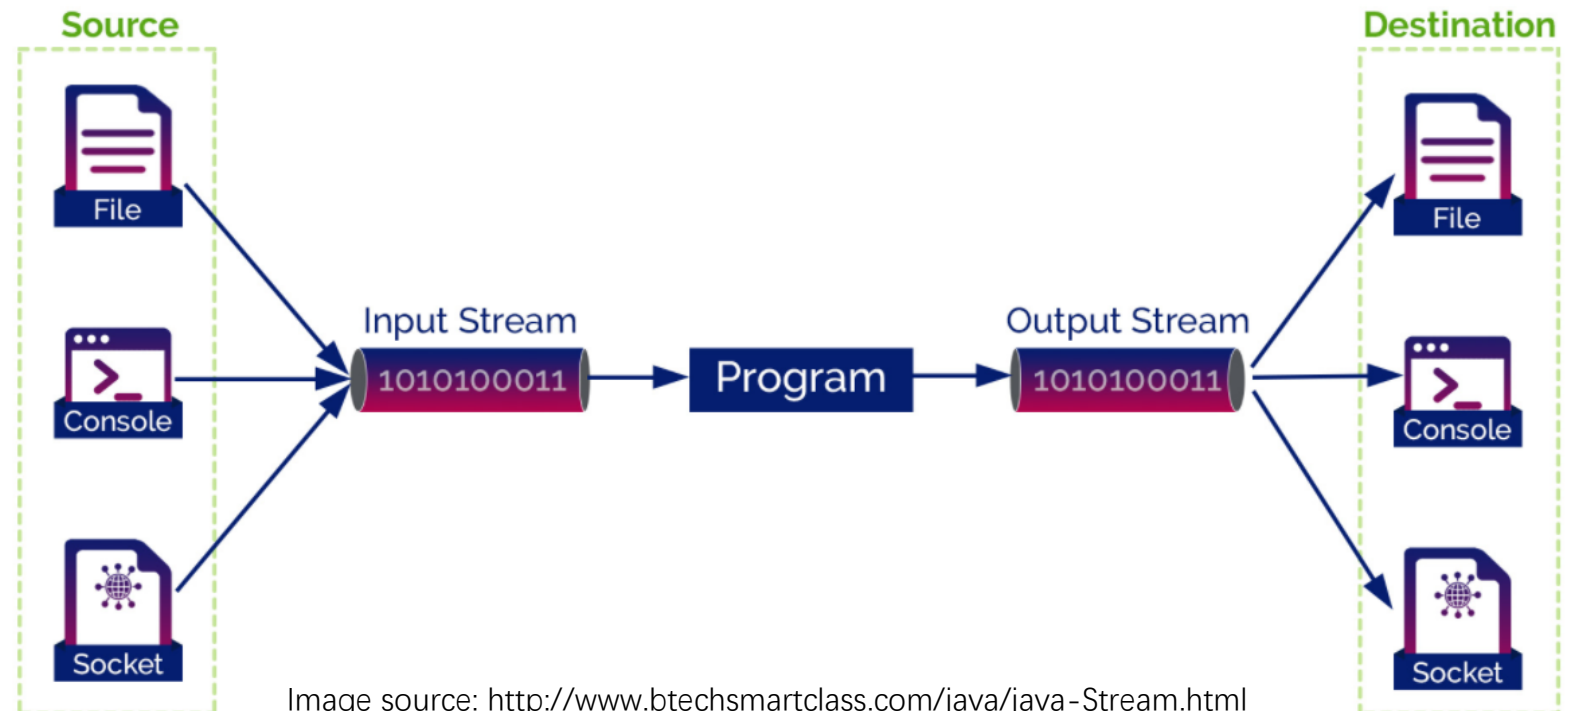 Source
Destination
File
File
Input Stream
Output Stream
1010100011
Program
1010100011
>_
Console
>_
Console
Socket
Socket
Image source: http://www.btechsmartclass.com/java/java-Stream.html